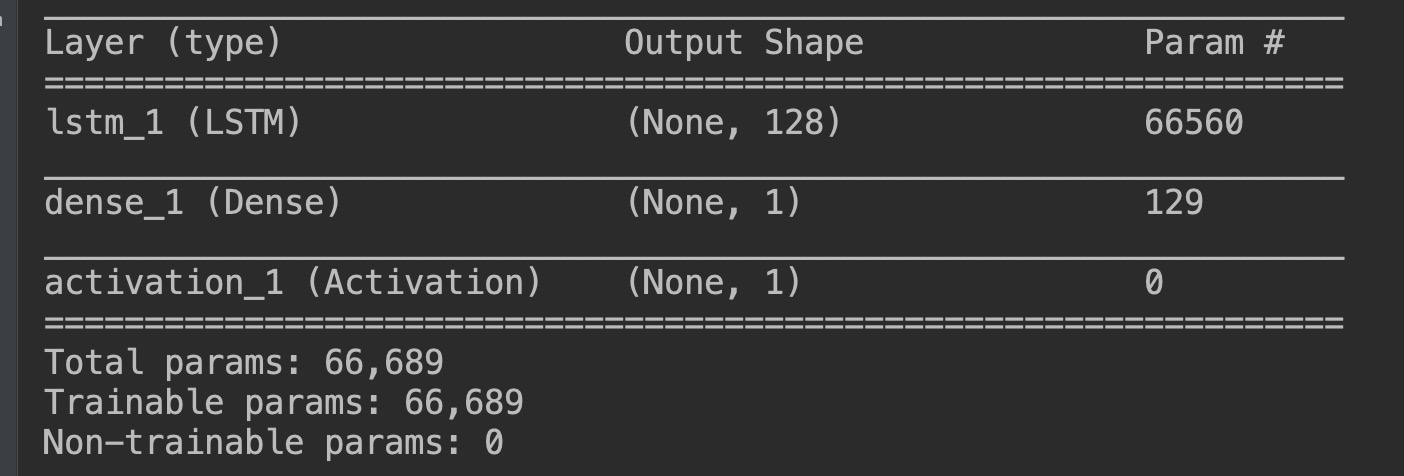 Layer (type) Output Shape Param #
=================================================================
lstm_1 (LSTM) (None, 128) 66560
dense_1 (Dense) (None, 1) 129
activation_1 (Activation) (None, 1) 0
=================================================================
Total params: 66,689
Trainable params: 66,689
Non-trainable params: 0